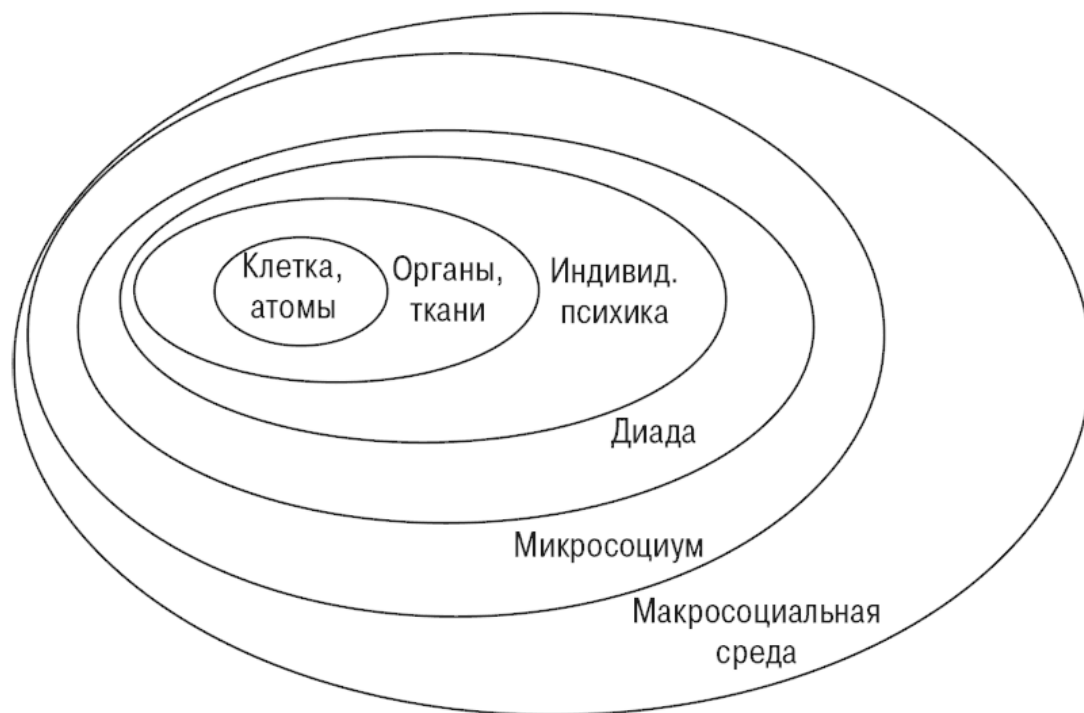 Клетка,
атомы
Органы,
ткани
Индивид.
психика
Диада
Микросоциум
Макросоциальная
среда